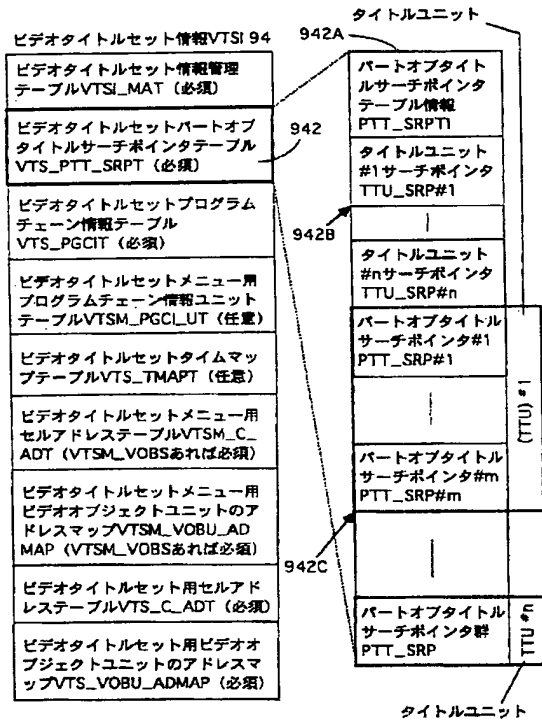 ビデオタイトルセット情報VTSI 94
ビデオタイトルセット情報管理
テーブルVTSI_MAT（必須）
ビデオタイトルセットパートオブ
タイトルサーチポインタテーブル
VTS_PTT_SRPT（必須）
ビデオタイトルセットプログラム
チェーン情報テーブル
VTS_PGCIT（必須）
ビデオタイトルセットメニュー用
プログラムチェーン情報ユニット
テーブルVTSM_PGCI_UT（任意）
ビデオタイトルセットタイムマッ
プテーブルVTS_TMAPT（任意）
ビデオタイトルセットメニュー用
セルアドレステーブルVTSM_C_
ADT（VTSM_VOBSあれば必須）
ビデオタイトルセットメニュー用
ビデオオブジェクトユニットのア
ドレスマップVTSM_VOBU_AD
MAP（VTSM_VOBSあれば必須）
ビデオタイトルセット用セルアド
レステーブルVTS_C_ADT（必須）
ビデオタイトルセット用ビデオオ
ブジェクトユニットのアドレスマ
ップVTS_VOBU_ADMAP（必須）
942
タイトルユニット
942A
パートオブタイト
ルサーチポインタ
テーブル情報
PTT_SRPTI
タイトルユニット
#1サーチポインタ
TTU_SRP#1
942B
タイトルユニット
#nサーチポインタ
TTU_SRP#n
パートオブタイトル
サーチポインタ#1
PTT_SRP#1
(TTU) #1
パートオブタイトル
サーチポインタ#m
PTT_SRP#m
942C
パートオブタイトル
サーチポインタ群
PTT_SRP
TTU #n
タイトルユニット